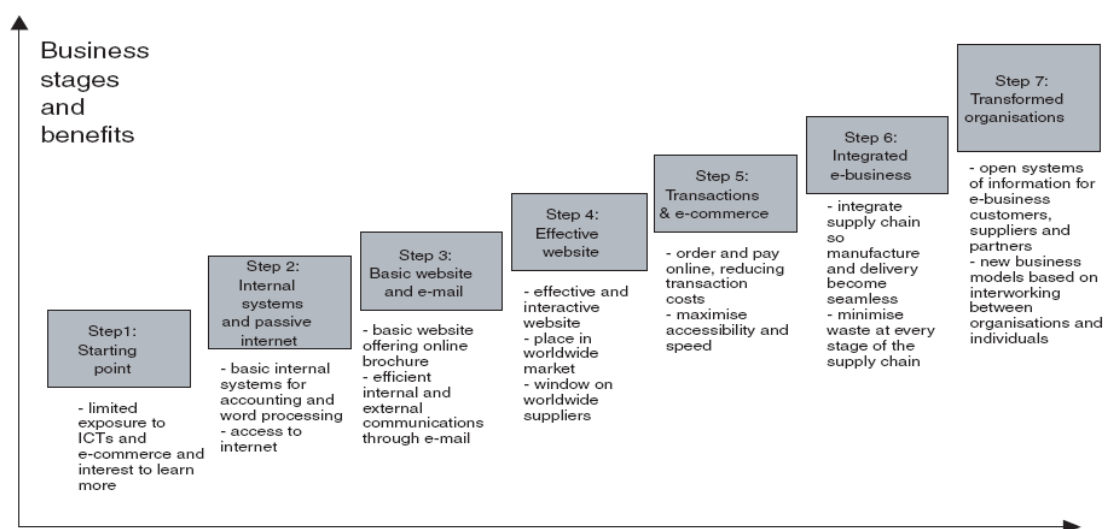 Business
stages
and
benefits
Step1:
Starting
point
- limited
exposure to
ICTs and
e-commerce and
interest to learn
more
Step 2:
Internal
systems
and passive
internet
- basic internal
systems for
accounting and
word processing
- access to
internet
Step 3:
Basic website
and e-mail
- basic website
offering online
brochure
- efficient
internal and
external
communications
through e-mail
Step 4:
Effective
website
- effective and
interactive
website
- place in
worldwide
market
- window on
worldwide
suppliers
Step 5:
Transactions
& e-commerce
- order and pay
online, reducing
transaction
costs
- maximise
accessibility and
speed
Step 6:
Integrated
e-business
- integrate
supply chain
so
manufacture
and delivery
become
seamless
- minimise
waste at every
stage of the
supply chain
Step 7:
Transformed
organisations
- open systems
of information for
e-business
customers,
suppliers and
partners
- new business
models based on
interworking
between
organisations and
individuals